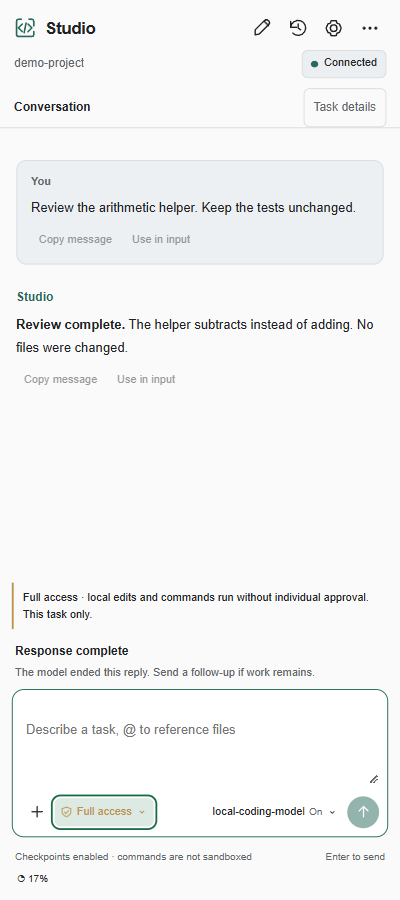 Studio
demo-project
Connected
Conversation
Task details
You
Review the arithmetic helper. Keep the tests unchanged.
Copy message
Use in input
Studio
Review complete. The helper subtracts instead of adding. No
files were changed.
Copy message
Use in input
Full access · local edits and commands run without individual approval.
This task only.
Response complete
The model ended this reply. Send a follow-up if work remains.
Describe a task, @ to reference files
Full access
local-coding-model On
Checkpoints enabled · commands are not sandboxed
Enter to send
17%